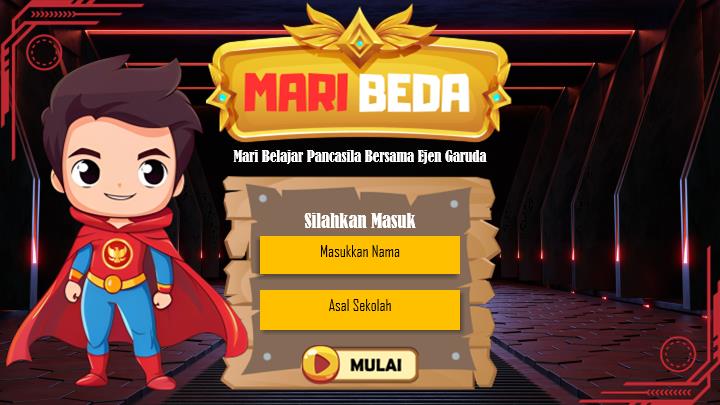 MARI BEDA
Mari Belajar Pancasila Bersama Ejen Garuda
Silahkan Masuk
Masukkan Nama
Asal Sekolah
MULAI